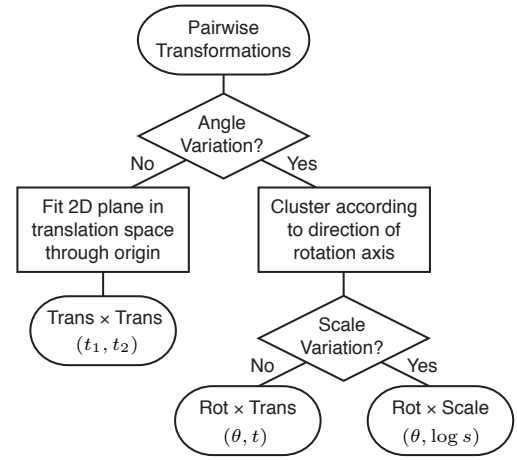 Pairwise
Transformations
Angle
Variation?
No
Yes
Fit 2D plane in
translation space
through origin
Cluster according
to direction of
rotation axis
Trans × Trans
(t₁, t₂)
Scale
Variation?
No
Yes
Rot × Trans
(θ, t)
Rot × Scale
(θ, log s)